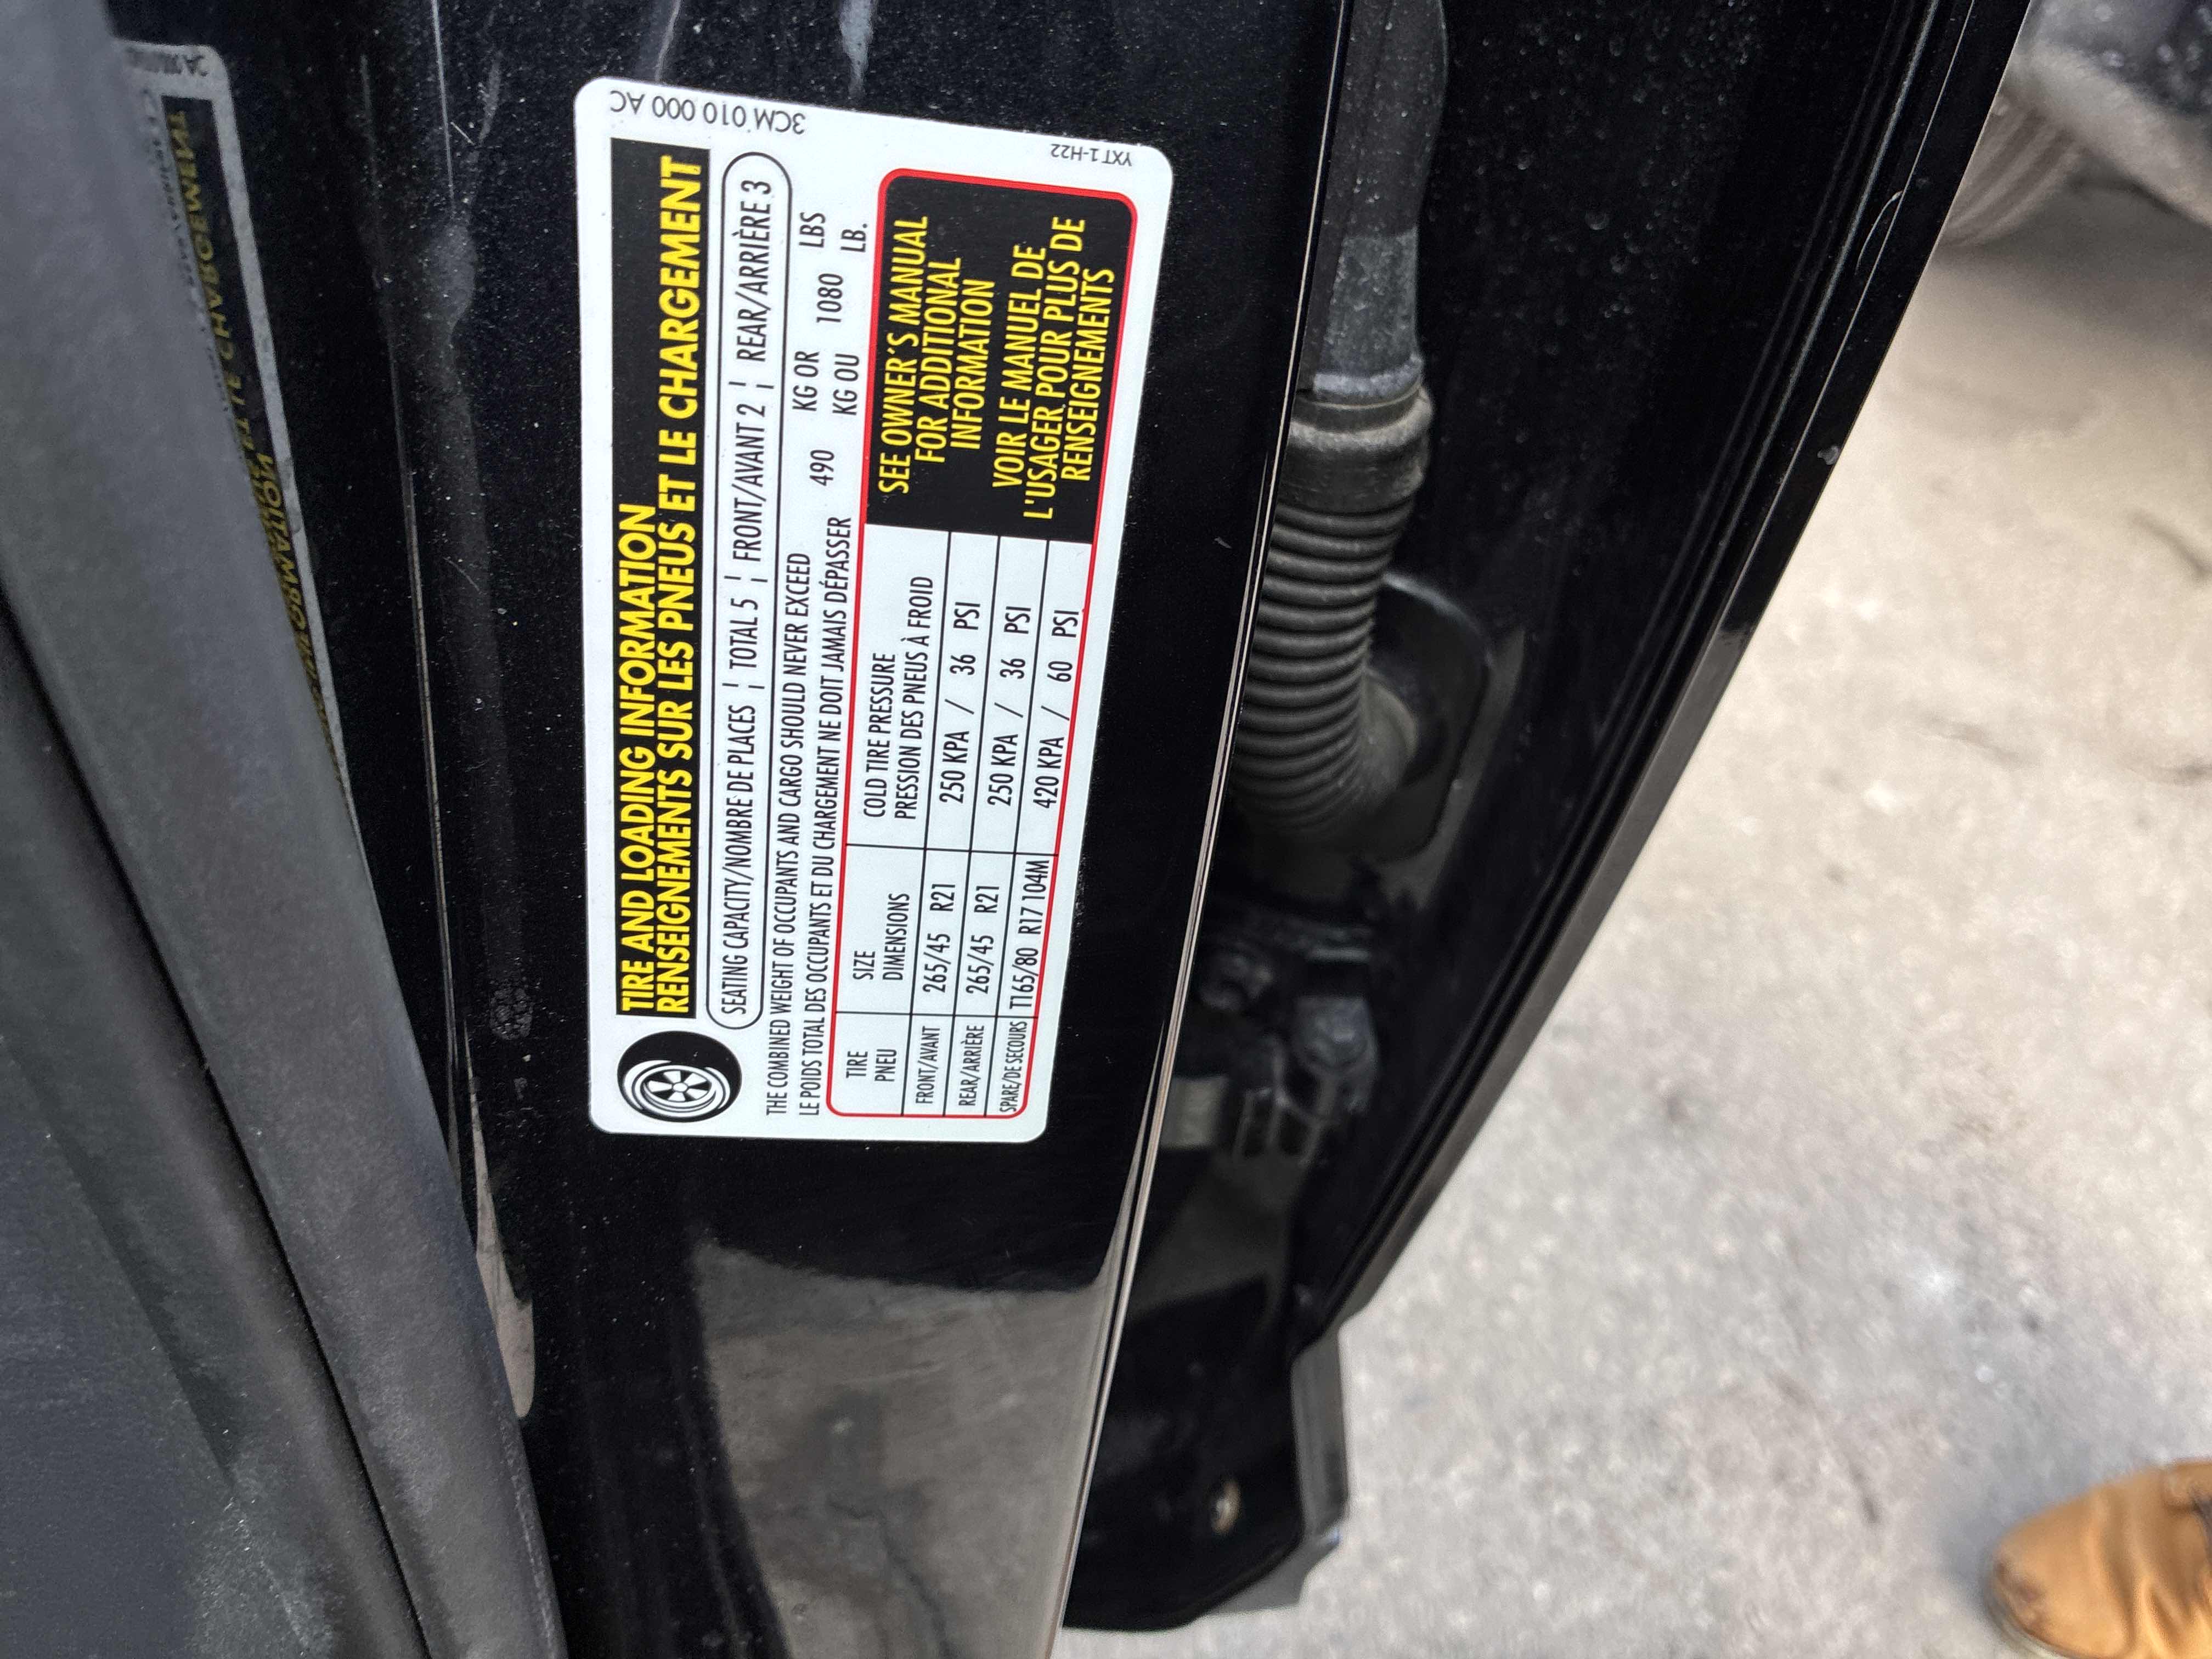 TIRE AND LOADING INFORMATION
RENSEIGNEMENTS SUR LES PNEUS ET LE CHARGEMENT
3CM 010 000 AC
SEATING CAPACITY/NOMBRE DE PLACES ¦ TOTAL 5 ¦ FRONT/AVANT 2 ¦ REAR/ARRIÈRE 3
THE COMBINED WEIGHT OF OCCUPANTS AND CARGO SHOULD NEVER EXCEED 490 KG OR 1080 LBS
LE POIDS TOTAL DES OCCUPANTS ET DU CHARGEMENT NE DOIT JAMAIS DÉPASSER KG OU LB.
TIRE SIZE COLD TIRE PRESSURE
PNEU DIMENSIONS PRESSION DES PNEUS À FROID
FRONT/AVANT 265/45 R21 250 KPA / 36 PSI
REAR/ARRIÈRE 265/45 R21 250 KPA / 36 PSI
SPARE/DE SECOURS T165/80 R17 104M 420 KPA / 60 PSI
SEE OWNER'S MANUAL
FOR ADDITIONAL
INFORMATION
VOIR LE MANUEL DE
L'USAGER POUR PLUS DE
RENSEIGNEMENTS
YXT1-H22